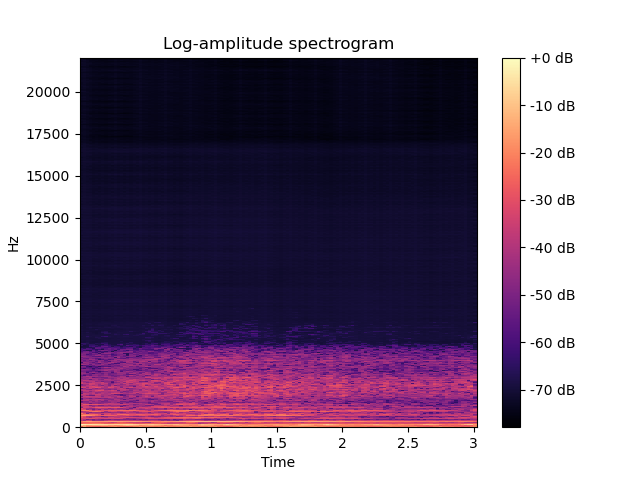 Log-amplitude spectrogram
Hz
20000
17500
15000
12500
10000
7500
5000
2500
0
0 0.5 1 1.5 2 2.5 3
Time
+0 dB
-10 dB
-20 dB
-30 dB
-40 dB
-50 dB
-60 dB
-70 dB